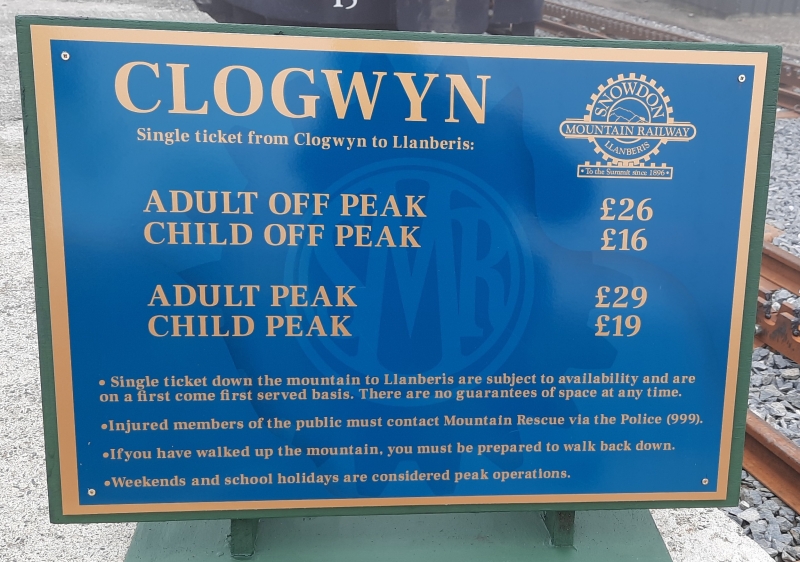 13
CLOGWYN
Single ticket from Clogwyn to Llanberis:
SNOWDON
MOUNTAIN RAILWAY
LLANBERIS
• To the Summit since 1896 •
SMR
ADULT OFF PEAK £26
CHILD OFF PEAK £16
ADULT PEAK £29
CHILD PEAK £19
• Single ticket down the mountain to Llanberis are subject to availability and are
on a first come first served basis. There are no guarantees of space at any time.
•Injured members of the public must contact Mountain Rescue via the Police (999).
•If you have walked up the mountain, you must be prepared to walk back down.
•Weekends and school holidays are considered peak operations.